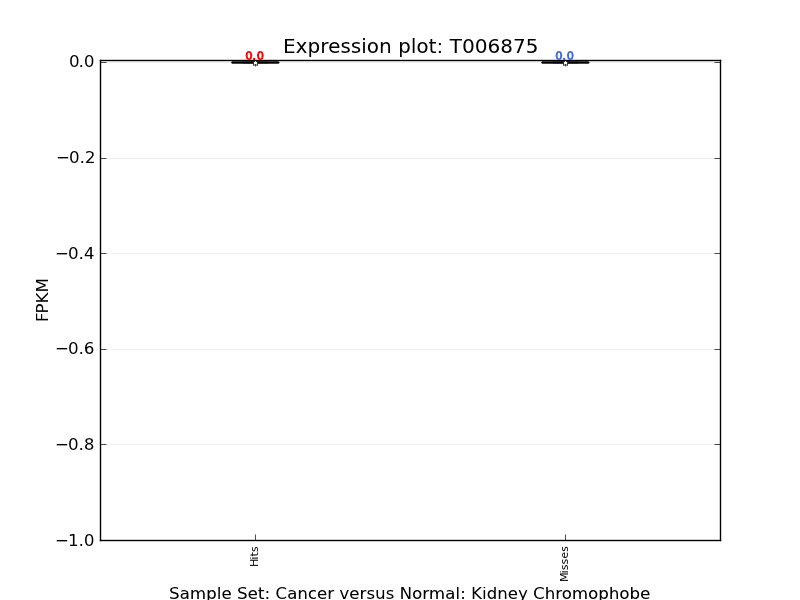 Expression plot: T006875
0.0 0.0
0.0
−0.2
−0.4
−0.6
−0.8
−1.0
FPKM
Hits Misses
Sample Set: Cancer versus Normal: Kidney Chromophobe